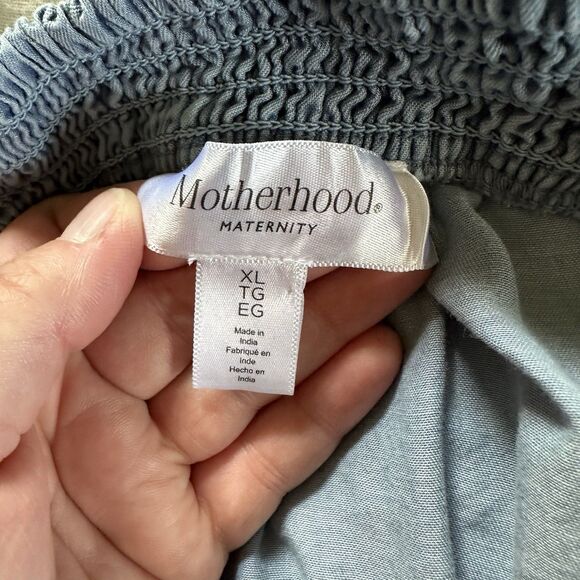 Motherhood®
MATERNITY
XL
TG
EG
Made in
India
Fabriqué en
Inde
Hecho en
India